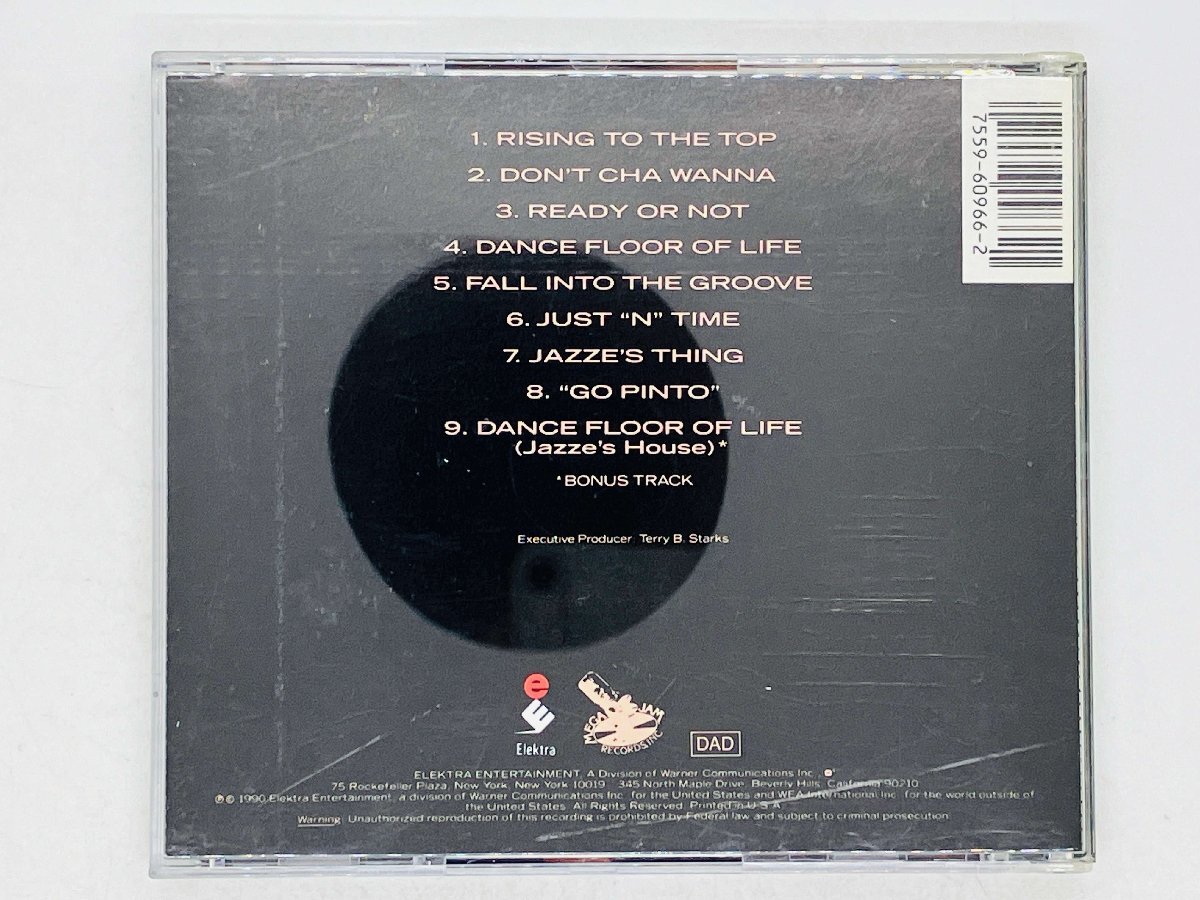 1. RISING TO THE TOP
2. DON'T CHA WANNA
3. READY OR NOT
4. DANCE FLOOR OF LIFE
5. FALL INTO THE GROOVE
6. JUST “N” TIME
7. JAZZE'S THING
8. “GO PINTO”
9. DANCE FLOOR OF LIFE
(Jazze's House)*
*BONUS TRACK
Executive Producer: Terry B. Starks
7559-60966-2
e
E
Elektra
MEGA JAM
RECORDS, INC
DAD
ELEKTRA ENTERTAINMENT, A Division of Warner Communications Inc.,
75 Rockefeller Plaza, New York, New York 10019 345 North Maple Drive, Beverly Hills, California 90210
℗ © 1990 Elektra Entertainment, a division of Warner Communications Inc. for the United States and WEA International Inc. for the world outside of
the United States. All Rights Reserved. Printed in U.S.A.
Warning: Unauthorized reproduction of this recording is prohibited by Federal law and subject to criminal prosecution.